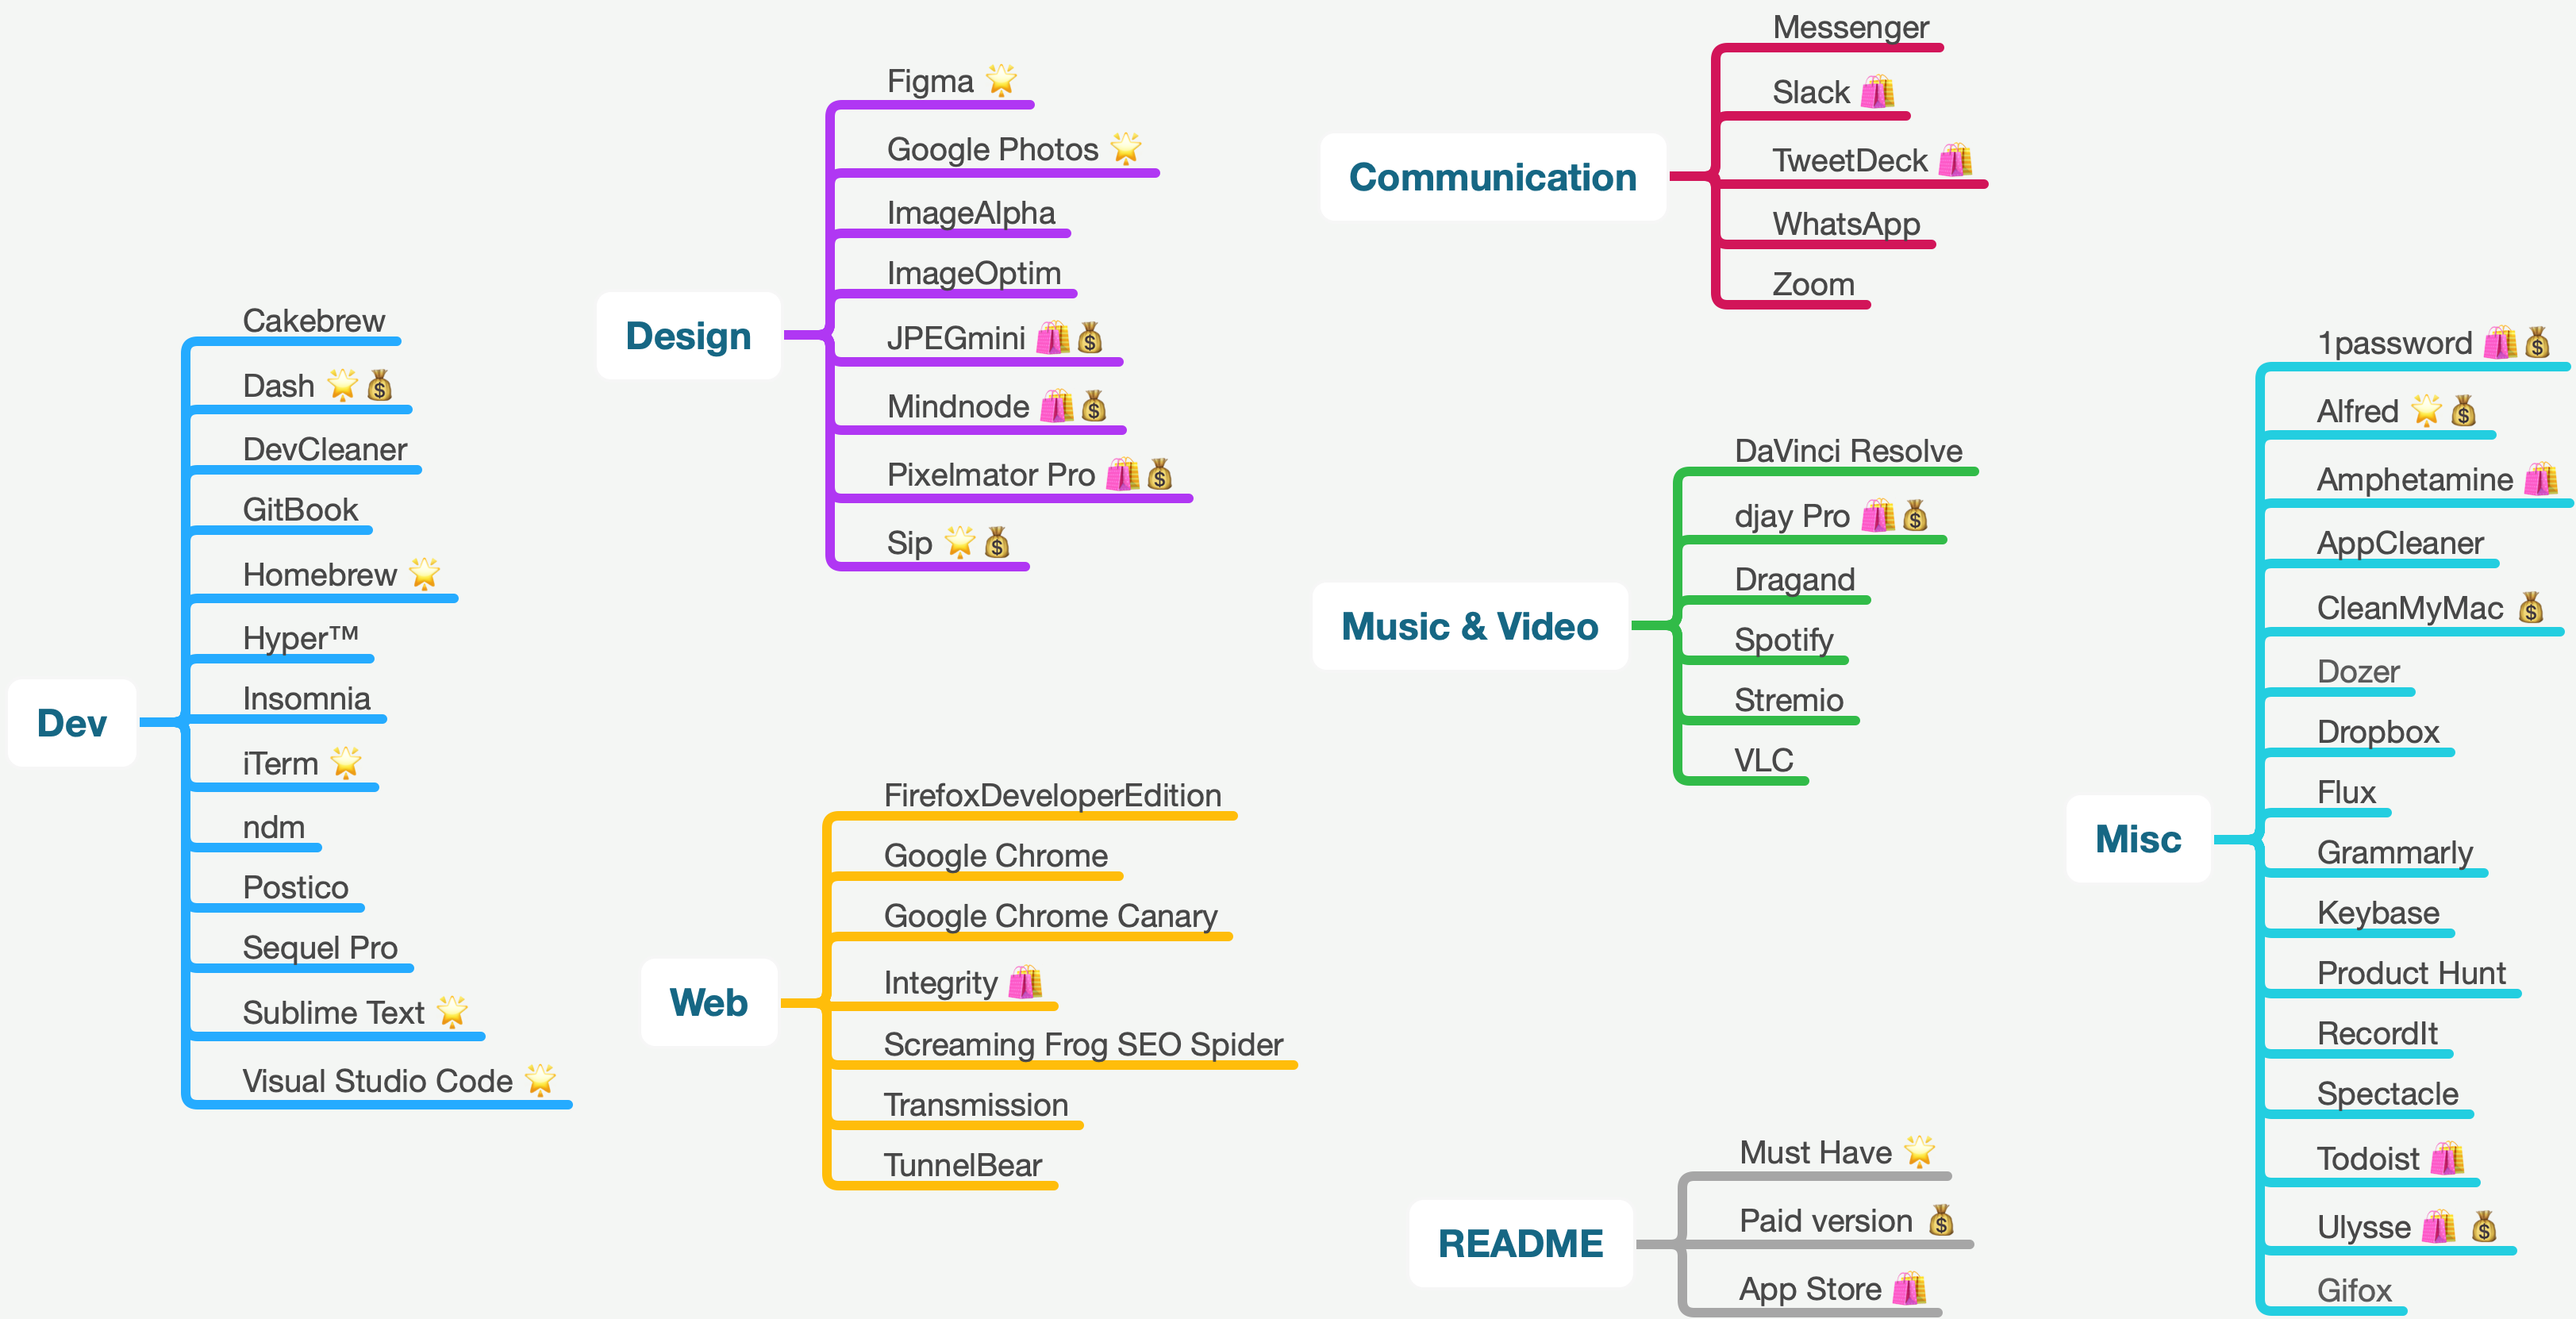 Dev
Cakebrew
Dash 🌟💰
DevCleaner
GitBook
Homebrew 🌟
Hyper™
Insomnia
iTerm 🌟
ndm
Postico
Sequel Pro
Sublime Text 🌟
Visual Studio Code 🌟
Design
Figma 🌟
Google Photos 🌟
ImageAlpha
ImageOptim
JPEGmini 🛍💰
Mindnode 🛍💰
Pixelmator Pro 🛍💰
Sip 🌟💰
Web
FirefoxDeveloperEdition
Google Chrome
Google Chrome Canary
Integrity 🛍
Screaming Frog SEO Spider
Transmission
TunnelBear
Communication
Messenger
Slack 🛍
TweetDeck 🛍
WhatsApp
Zoom
Music & Video
DaVinci Resolve
djay Pro 🛍💰
Dragand
Spotify
Stremio
VLC
README
Must Have 🌟
Paid version 💰
App Store 🛍
Misc
1password 🛍💰
Alfred 🌟💰
Amphetamine 🛍
AppCleaner
CleanMyMac 💰
Dozer
Dropbox
Flux
Grammarly
Keybase
Product Hunt
RecordIt
Spectacle
Todoist 🛍
Ulysse 🛍 💰
Gifox